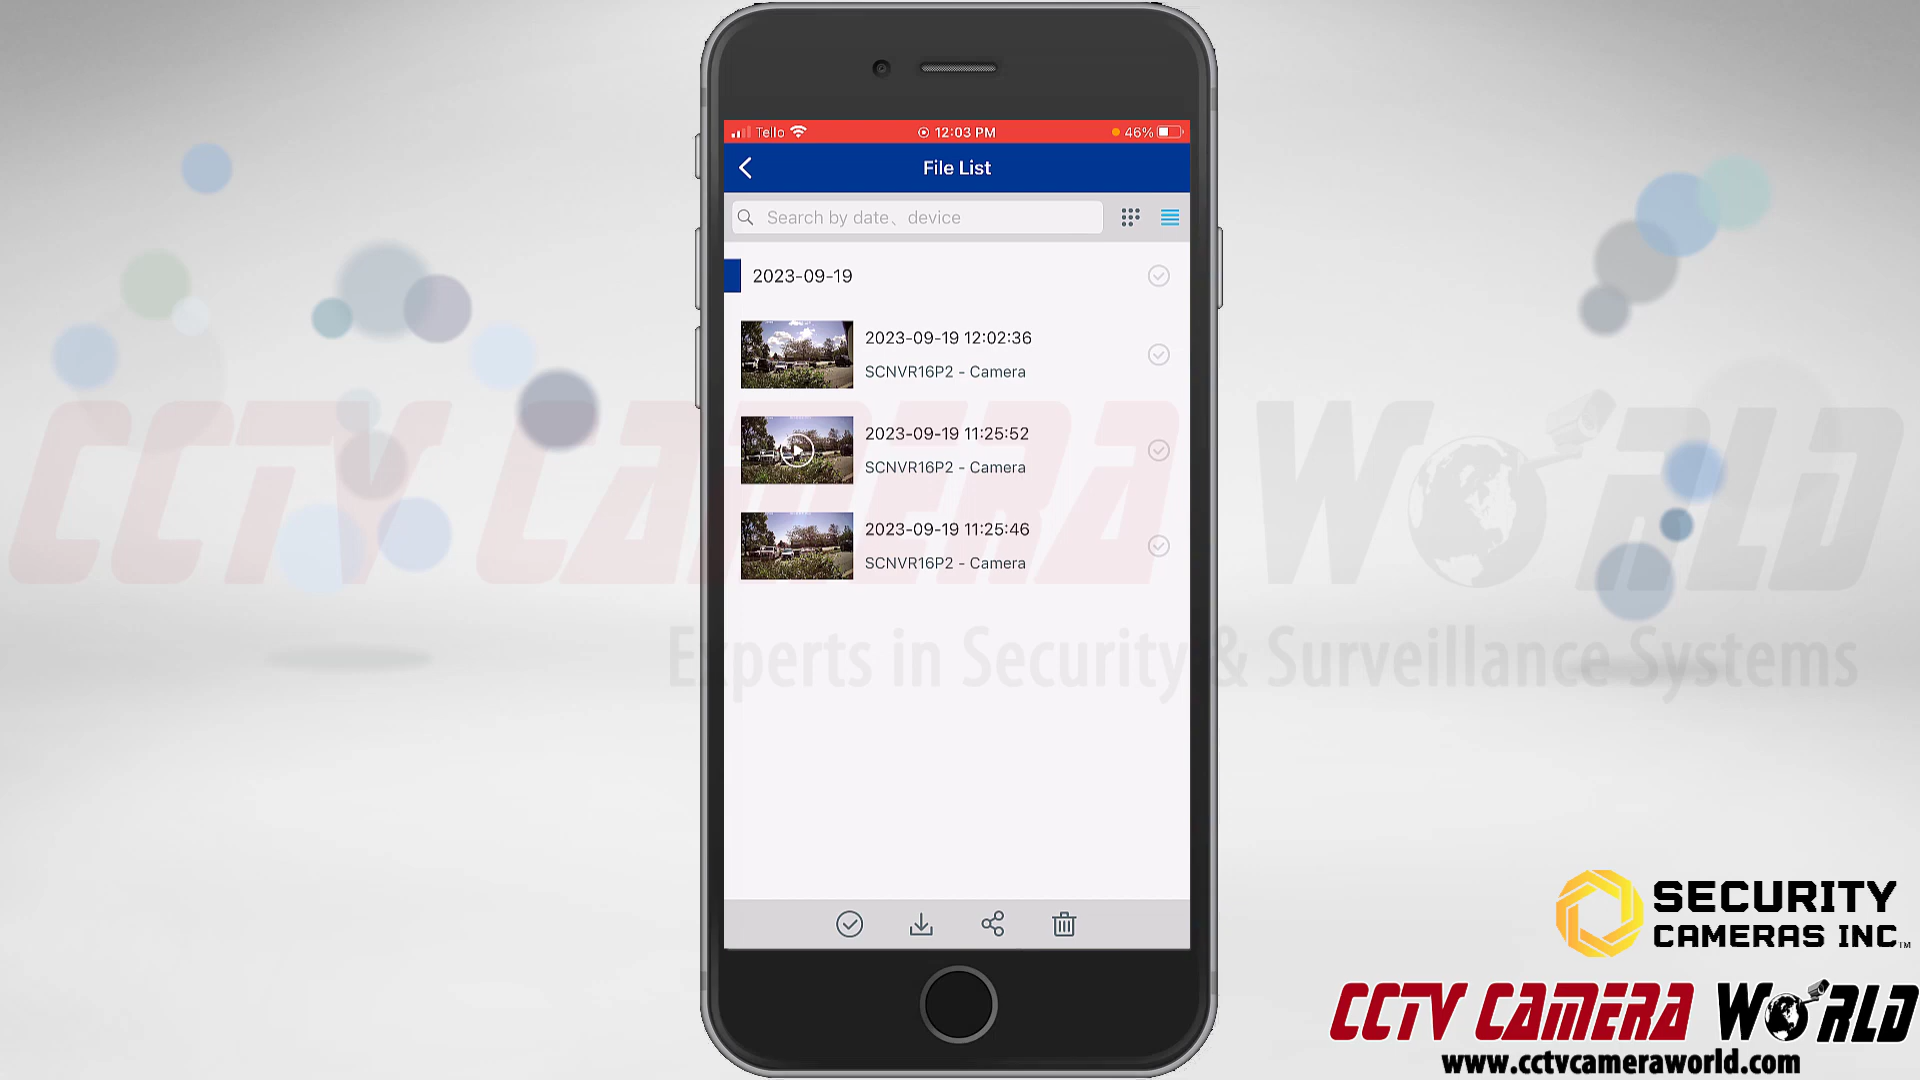 Tello
12:03 PM
46%
File List
Search by date、device
2023-09-19
2023-09-19 12:02:36
SCNVR16P2 - Camera
2023-09-19 11:25:52
SCNVR16P2 - Camera
2023-09-19 11:25:46
SCNVR16P2 - Camera
CCTV CAMERA WORLD
Experts in Security & Surveillance Systems
SECURITY
CAMERAS INC.™
CCTV CAMERA WORLD
www.cctvcameraworld.com